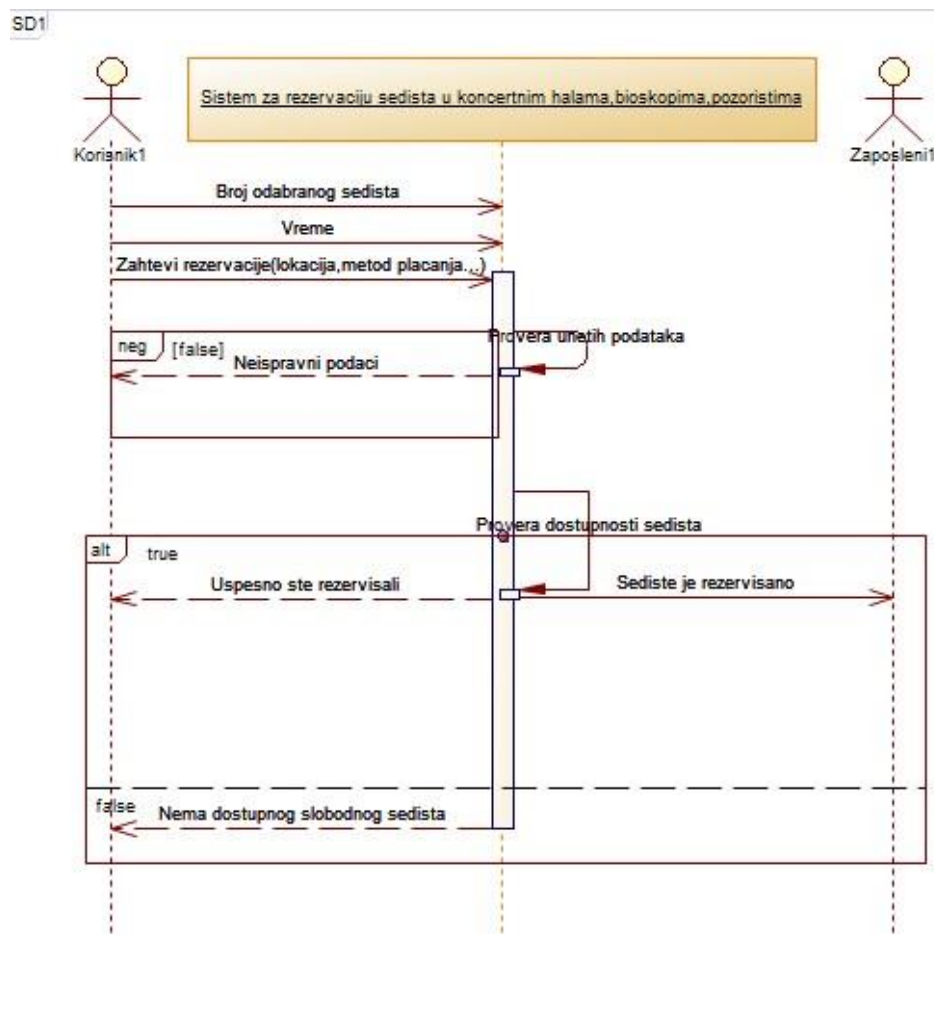 SD1
Sistem za rezervaciju sedista u koncertnim halama,bioskopima,pozoristima
Korisnik1
Zaposleni1
Broj odabranog sedista
Vreme
Zahtevi rezervacije(lokacija,metod placanja...)
Provera unetih podataka
neg
[false]
Neispravni podaci
Provera dostupnosti sedista
alt
true
Uspesno ste rezervisali
Sediste je rezervisano
false
Nema dostupnog slobodnog sedista